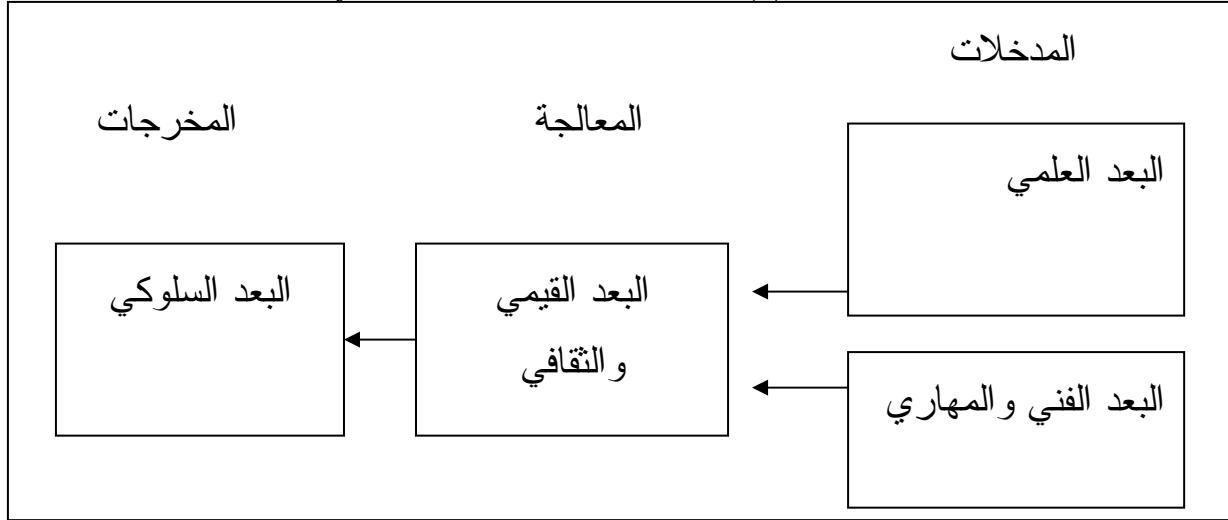 المدخلات
المعالجة
المخرجات
البعد العلمي
البعد الفني والمهاري
البعد القيمي
والثقافي
البعد السلوكي